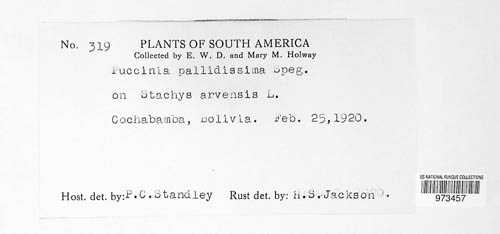 No. 319 PLANTS OF SOUTH AMERICA
Collected by E. W. D. and Mary M. Holway
Puccinia pallidissima Speg.
on Stachys arvensis L.
Cochabamba, Bolivia. Feb. 25,1920.
Host. det. by: P.C.Standley Rust det. by: H.S.Jackson .
US NATIONAL FUNGUS COLLECTIONS
973457